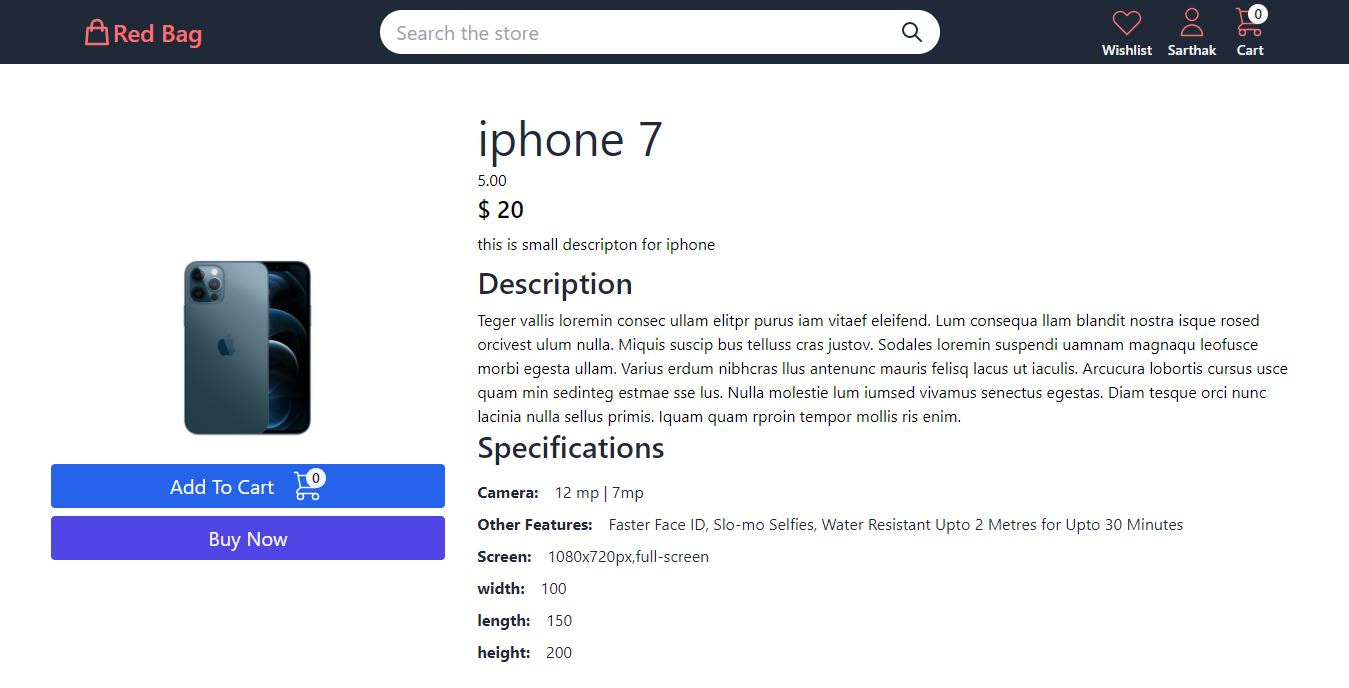 Red Bag
Search the store
0
Wishlist
Sarthak
Cart
iphone 7
5.00
$ 20
this is small descripton for iphone
Description
Teger vallis loremin consec ullam elitpr purus iam vitaef eleifend. Lum consequa llam blandit nostra isque rosed
orcivest ulum nulla. Miquis suscip bus telluss cras justov. Sodales loremin suspendi uamnam magnaqu leofusce
morbi egesta ullam. Varius erdum nibhcras llus antenunc mauris felisq lacus ut iaculis. Arcucura lobortis cursus usce
quam min sedinteg estmae sse lus. Nulla molestie lum iumsed vivamus senectus egestas. Diam tesque orci nunc
lacinia nulla sellus primis. Iquam quam rproin tempor mollis ris enim.
Specifications
Camera: 12 mp | 7mp
Other Features: Faster Face ID, Slo-mo Selfies, Water Resistant Upto 2 Metres for Upto 30 Minutes
Screen: 1080x720px,full-screen
width: 100
length: 150
height: 200
Add To Cart 0
Buy Now